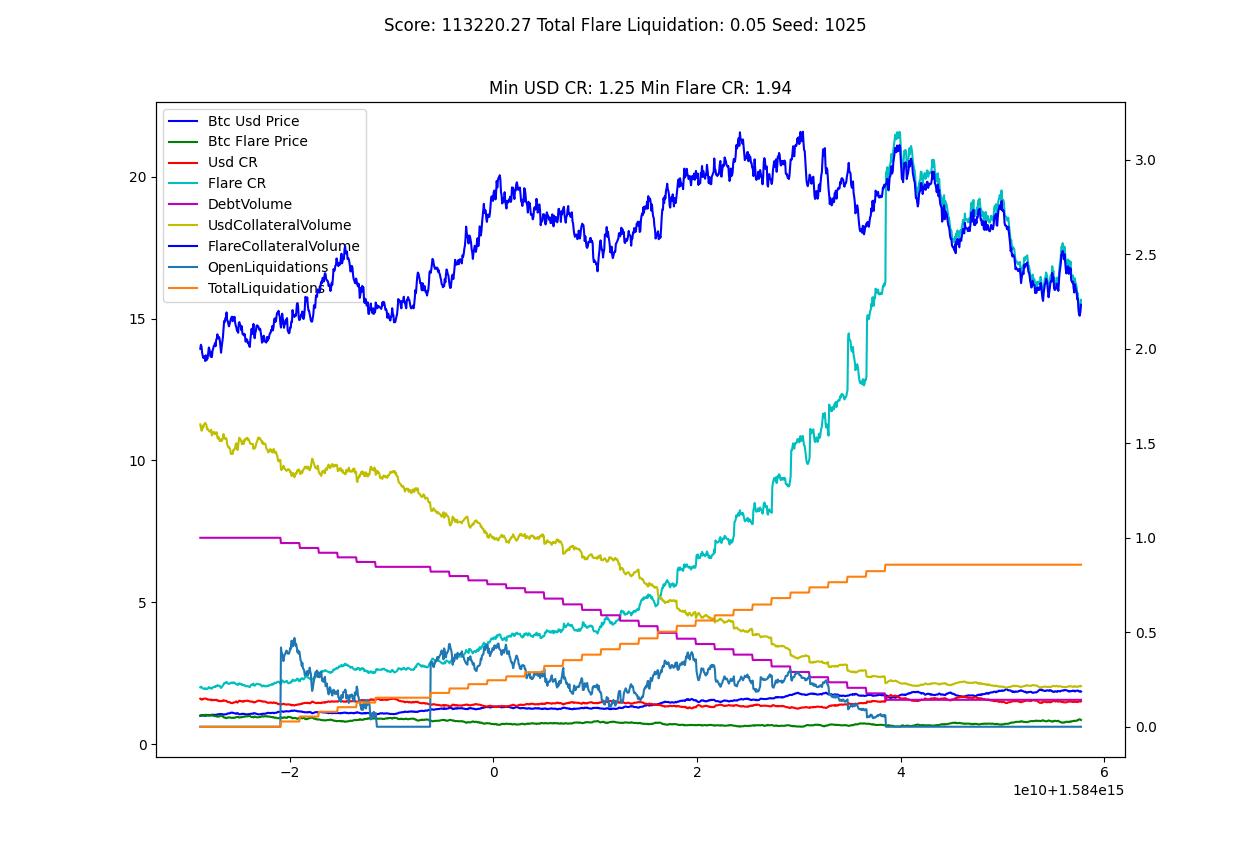 Score: 113220.27 Total Flare Liquidation: 0.05 Seed: 1025
Min USD CR: 1.25 Min Flare CR: 1.94
Btc Usd Price
Btc Flare Price
Usd CR
Flare CR
DebtVolume
UsdCollateralVolume
FlareCollateralVolume
OpenLiquidations
TotalLiquidations
20
15
10
5
0
3.0
2.5
2.0
1.5
1.0
0.5
0.0
−2 0 2 4 6
1e10+1.584e15